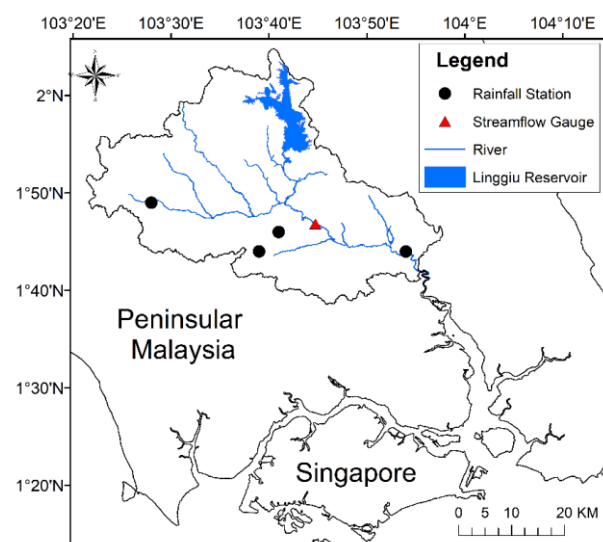 103°20'E 103°30'E 103°40'E 103°50'E 104°E 104°10'E
Legend
Rainfall Station
Streamflow Gauge
River
Linggiu Reservoir
2°N
1°50'N
1°40'N
1°30'N
1°20'N
Peninsular
Malaysia
Singapore
0 5 10 20 KM